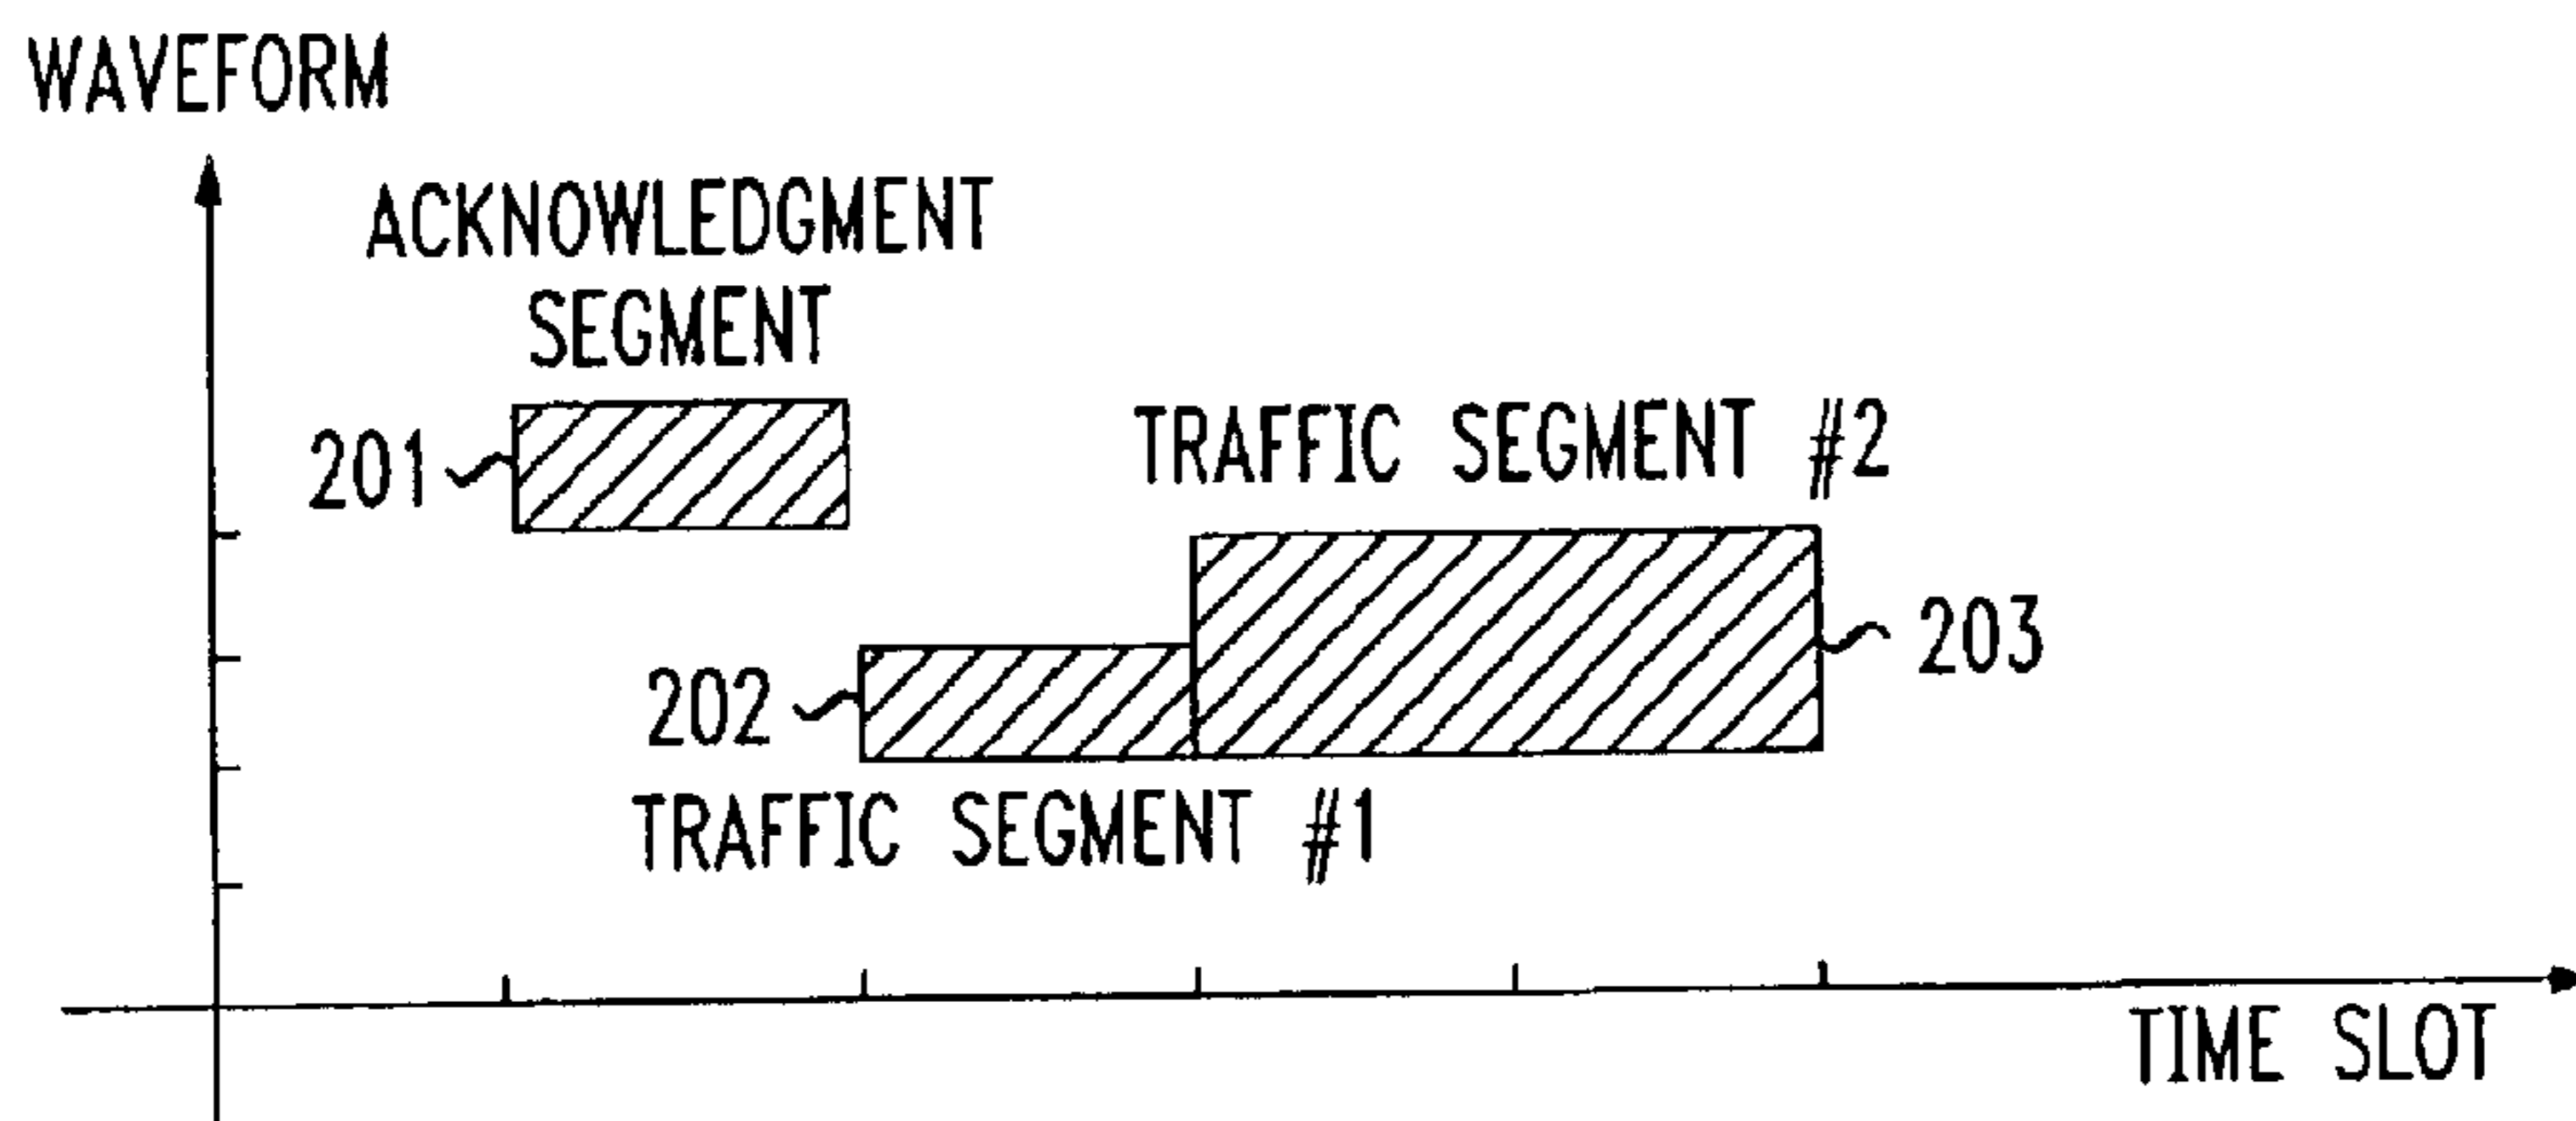 WAVEFORM
ACKNOWLEDGMENT
SEGMENT
201
TRAFFIC SEGMENT #2
203
202
TRAFFIC SEGMENT #1
TIME SLOT